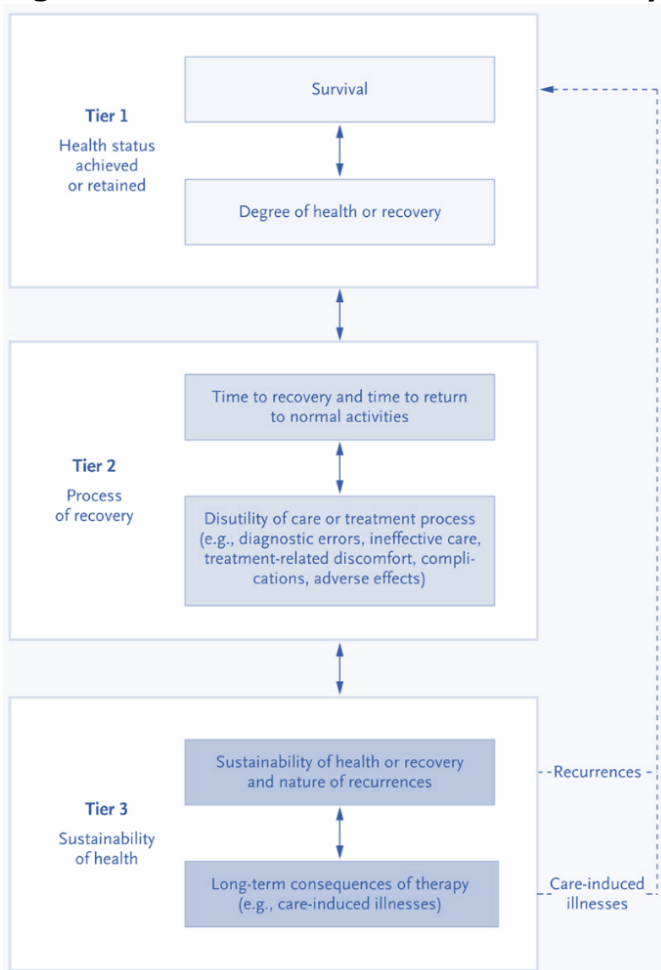 Tier 1
Health status
achieved
or retained
Survival
Degree of health or recovery
Tier 2
Process
of recovery
Time to recovery and time to return
to normal activities
Disutility of care or treatment process
(e.g., diagnostic errors, ineffective care,
treatment-related discomfort, compli-
cations, adverse effects)
Tier 3
Sustainability
of health
Sustainability of health or recovery
and nature of recurrences
Recurrences
Long-term consequences of therapy
(e.g., care-induced illnesses)
Care-induced
illnesses